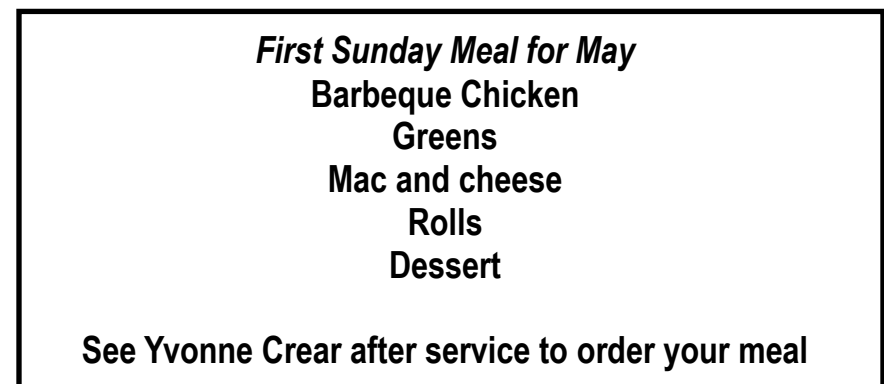 First Sunday Meal for May
Barbeque Chicken
Greens
Mac and cheese
Rolls
Dessert
See Yvonne Crear after service to order your meal